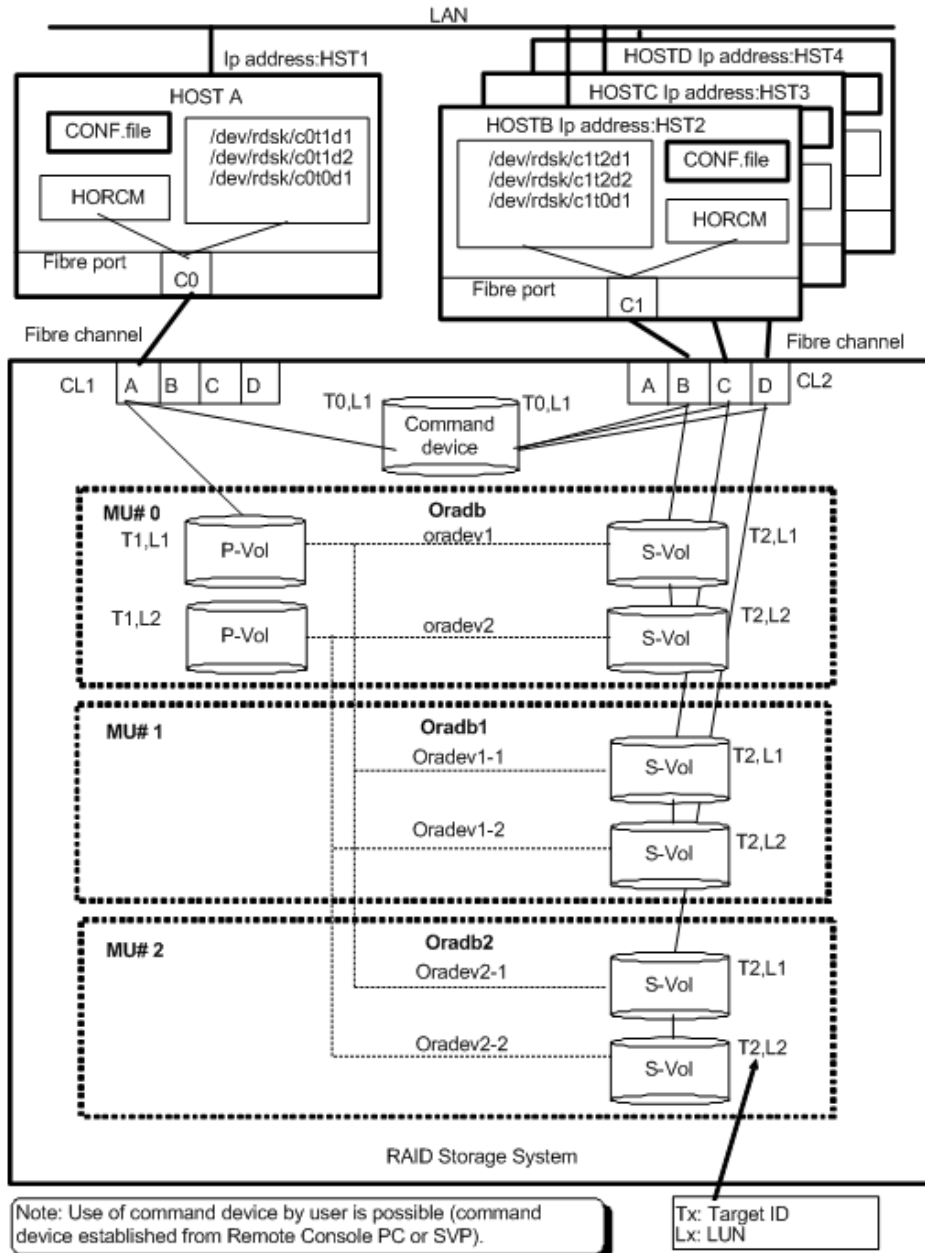 LAN
Ip address:HST1
HOST A
CONF.file
/dev/rdsk/c0t1d1
/dev/rdsk/c0t1d2
/dev/rdsk/c0t0d1
HORCM
Fibre port
C0
Fibre channel
HOSTD Ip address:HST4
HOSTC Ip address:HST3
HOSTB Ip address:HST2
/dev/rdsk/c1t2d1
/dev/rdsk/c1t2d2
/dev/rdsk/c1t0d1
CONF.file
HORCM
Fibre port
C1
Fibre channel
CL1
A B C D
A B C D
CL2
T0,L1
T0,L1
Command
device
MU# 0
Oradb
T1,L1
P-Vol
oradev1
S-Vol
T2,L1
T1,L2
P-Vol
oradev2
S-Vol
T2,L2
MU# 1
Oradb1
Oradev1-1
S-Vol
T2,L1
Oradev1-2
S-Vol
T2,L2
MU# 2
Oradb2
Oradev2-1
S-Vol
T2,L1
Oradev2-2
S-Vol
T2,L2
RAID Storage System
Note: Use of command device by user is possible (command
device established from Remote Console PC or SVP).
Tx: Target ID
Lx: LUN